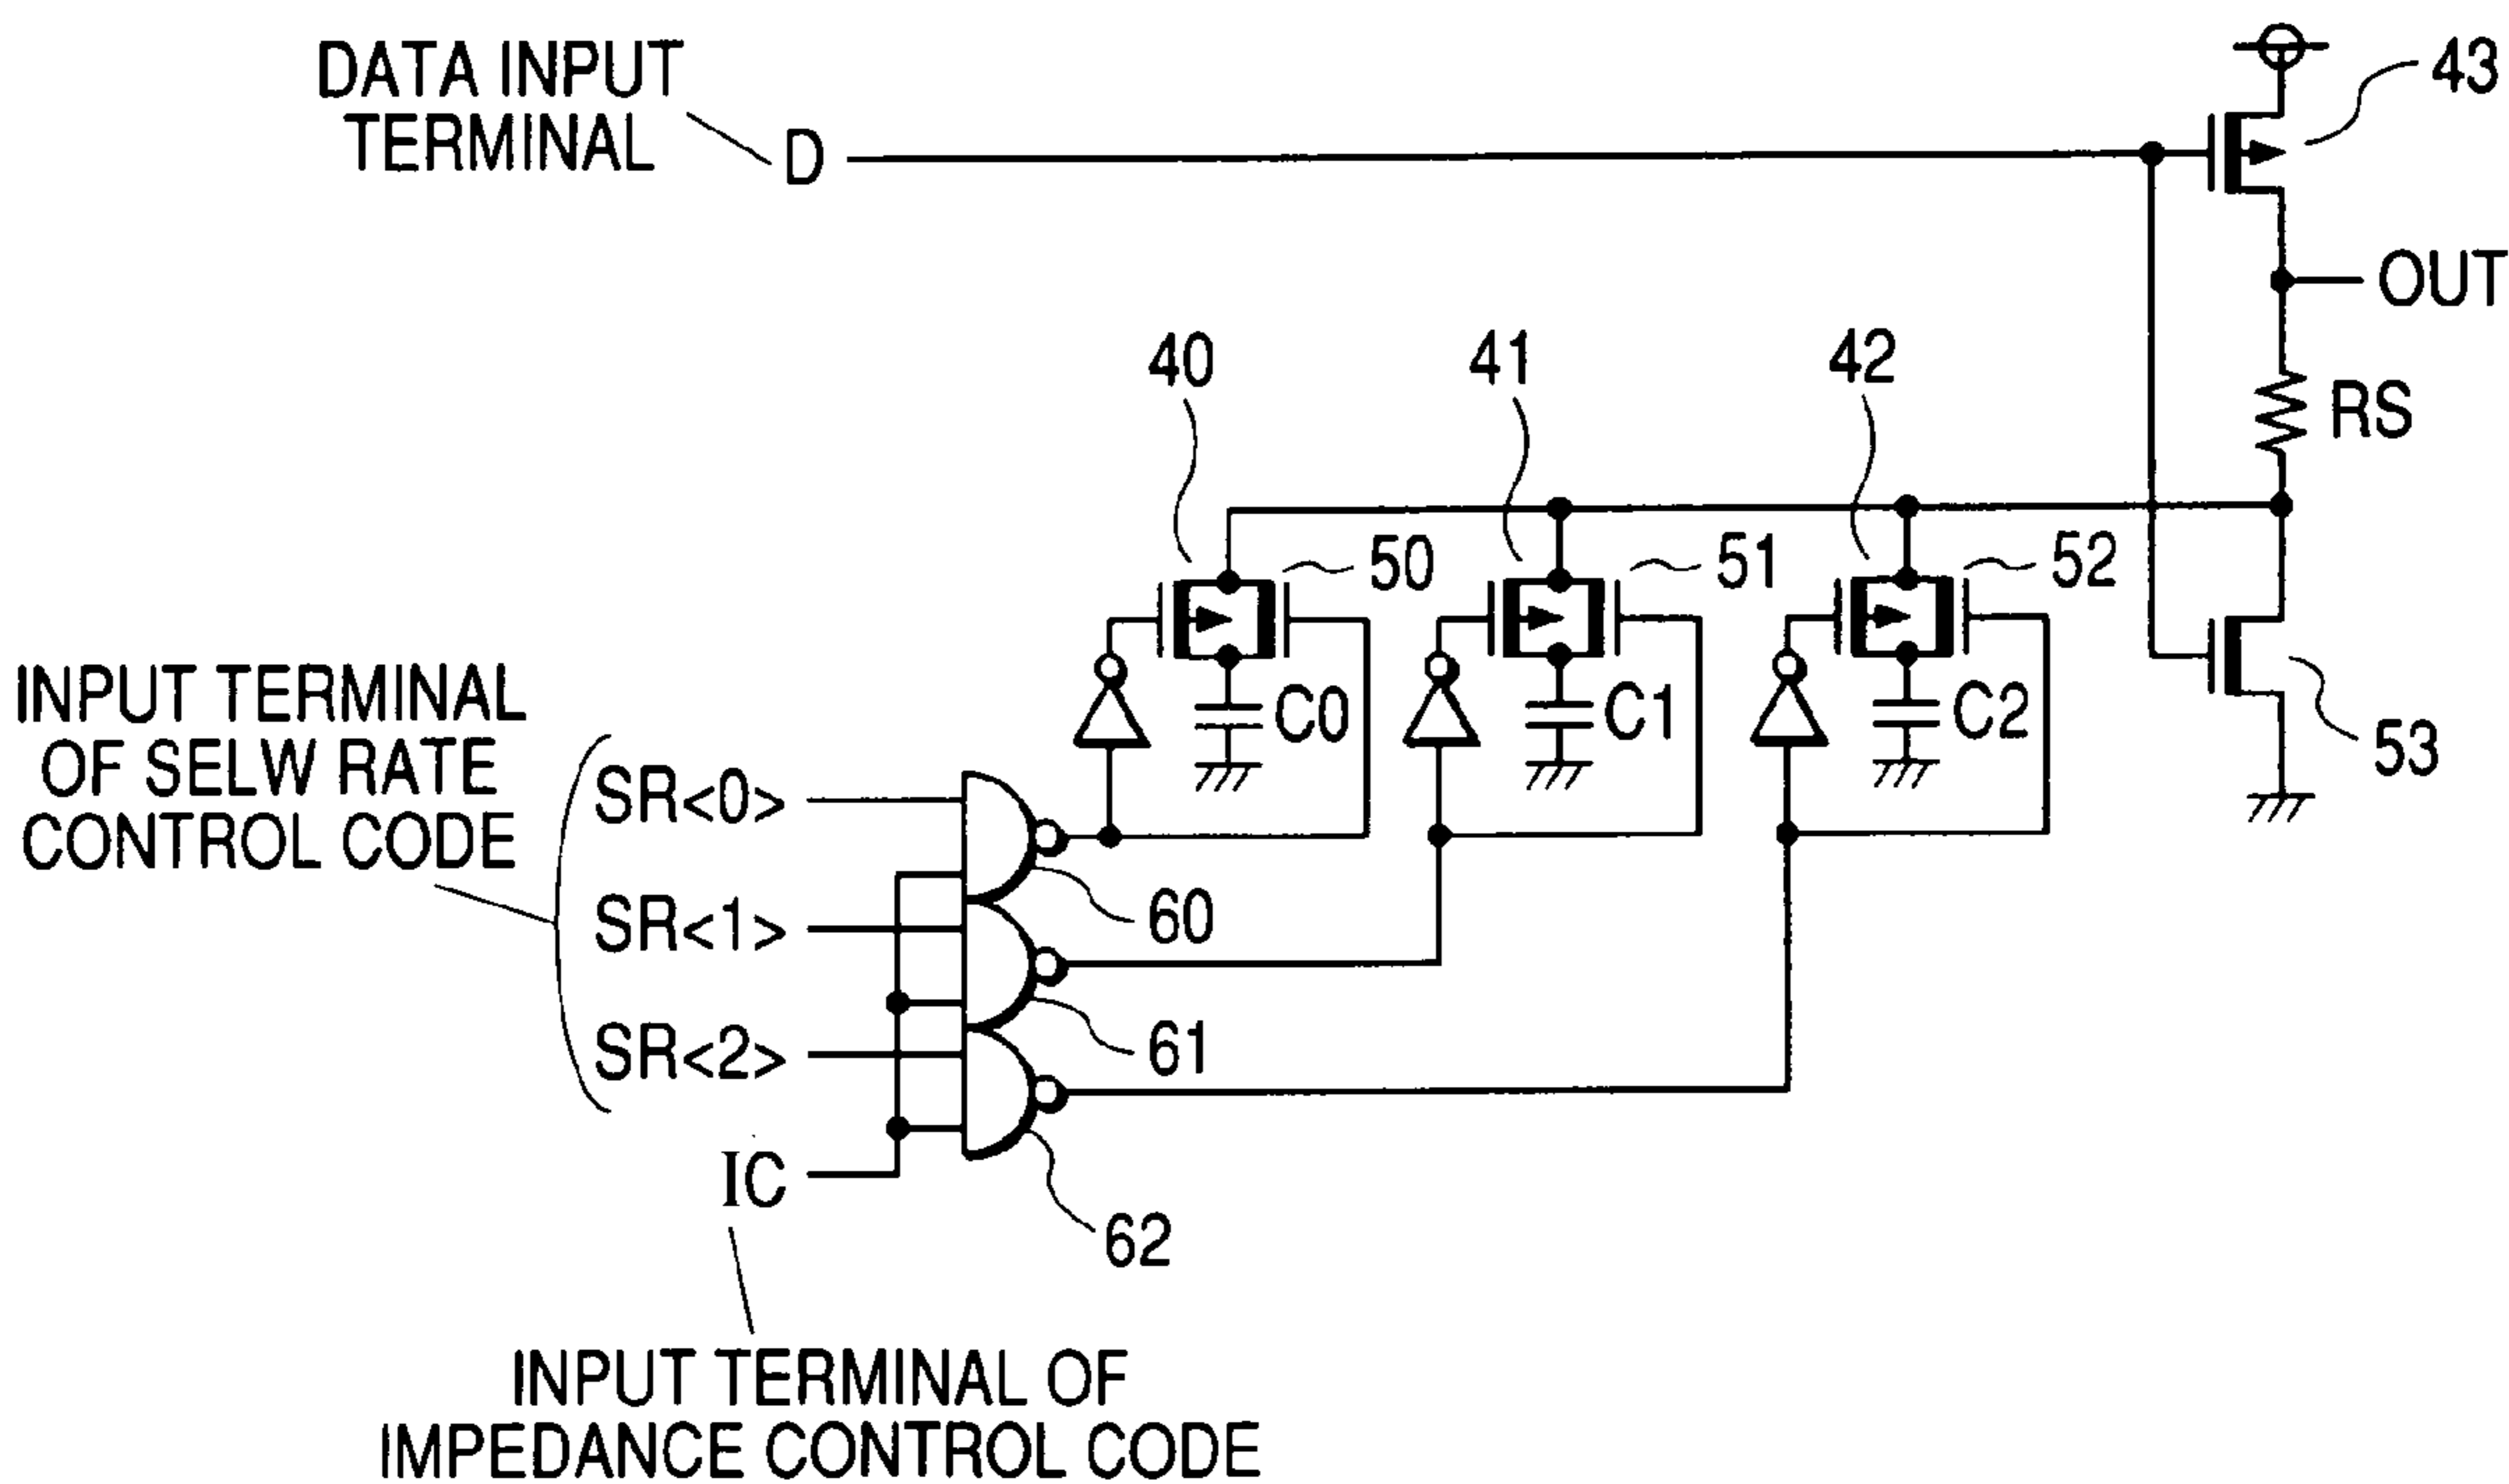 DATA INPUT
TERMINAL
D
43
OUT
RS
40
41
42
50
51
52
C0
C1
C2
53
INPUT TERMINAL
OF SELW RATE
CONTROL CODE
SR<0>
SR<1>
SR<2>
IC
60
61
62
INPUT TERMINAL OF
IMPEDANCE CONTROL CODE